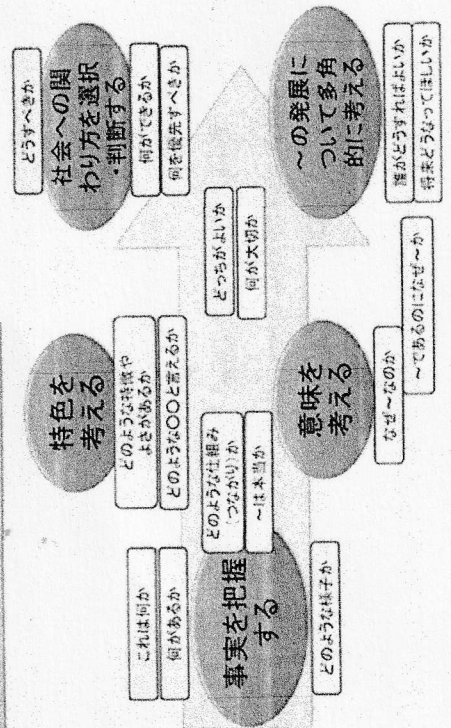 これは何か
何があるか
事実を把握
する
どのような様子か
どのような仕組み
（つながり）か
～は本当か
特色を
考える
どのような特徴や
よさがあるか
どのような〇〇と言えるか
意味を
考える
なぜ～なのか
～であるのになぜ～か
どっちがよいか
何が大切か
どうすべきか
社会への関
わり方を選択
・判断する
何ができるか
何を優先すべきか
～の発展に
ついて多角
的に考える
誰がどうすればよいか
将来どうなってほしいか